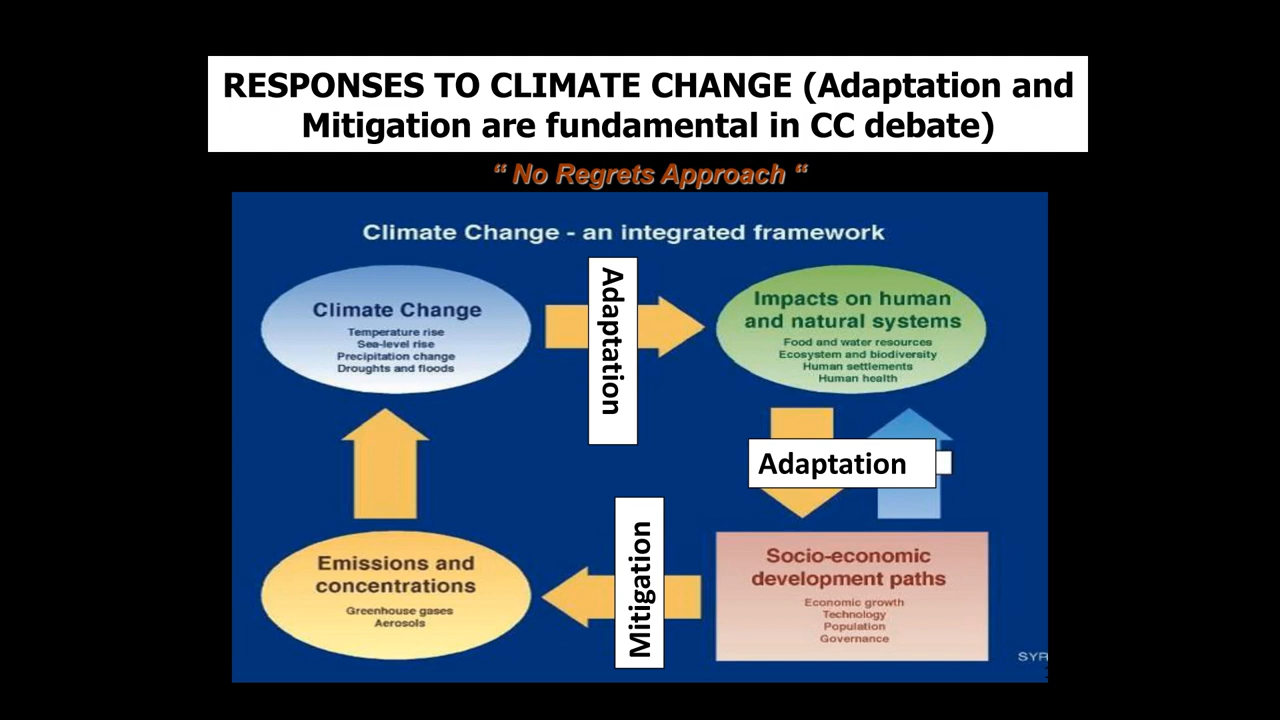 RESPONSES TO CLIMATE CHANGE (Adaptation and
Mitigation are fundamental in CC debate)
“ No Regrets Approach “
Climate Change - an integrated framework
Climate Change
Temperature rise
Sea-level rise
Precipitation change
Droughts and floods
Adaptation
Impacts on human
and natural systems
Food and water resources
Ecosystem and biodiversity
Human settlements
Human health
Adaptation
Emissions and
concentrations
Greenhouse gases
Aerosols
Mitigation
Socio-economic
development paths
Economic growth
Technology
Population
Governance
SYR